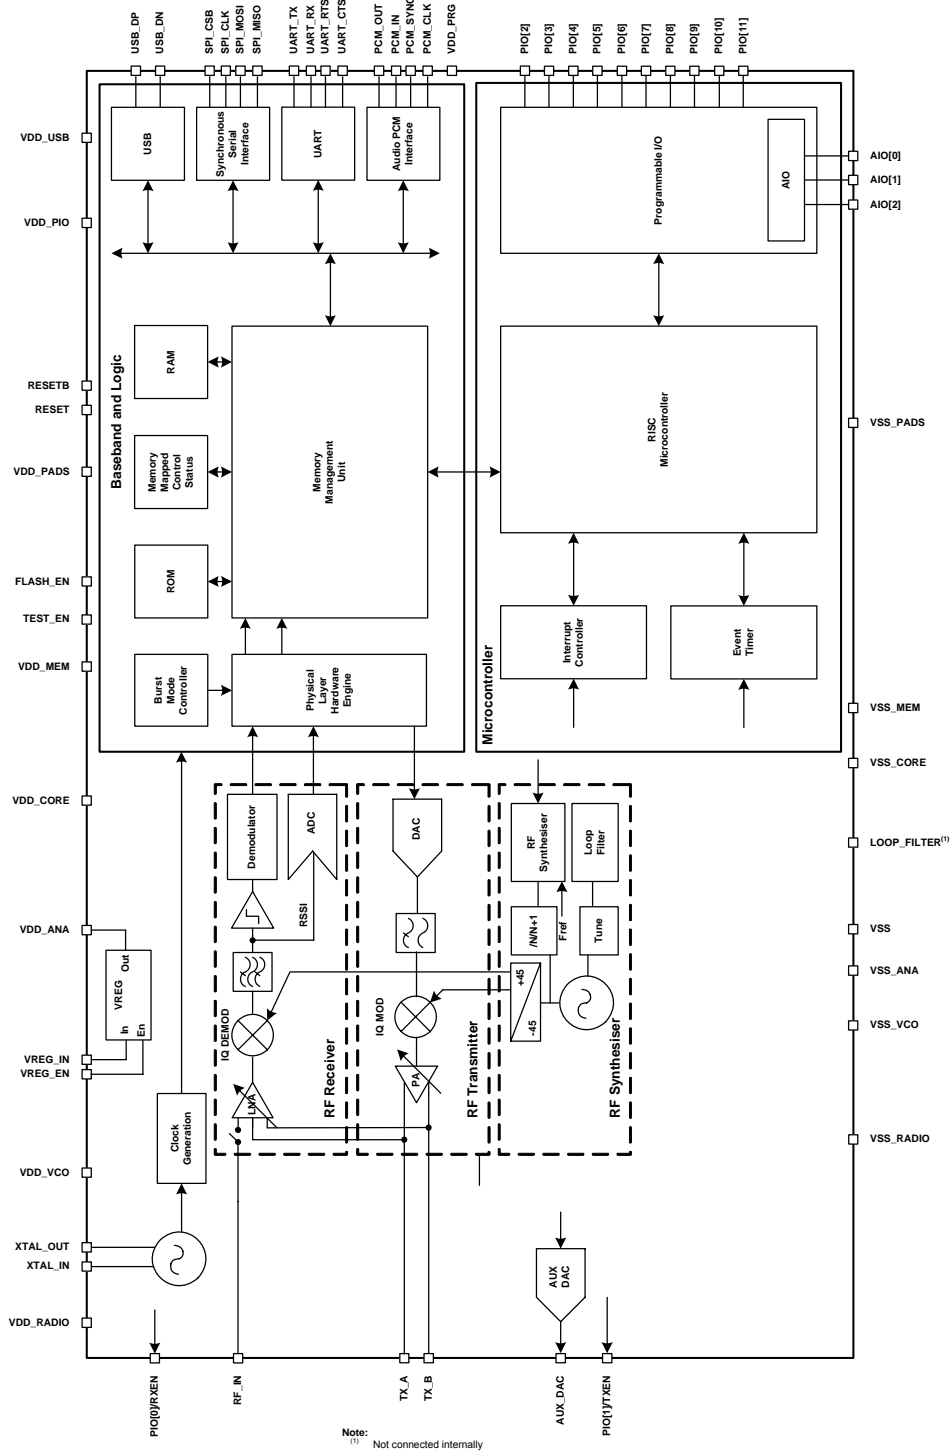 USB_DP
USB_DN
SPI_CSB
SPI_CLK
SPI_MOSI
SPI_MISO
UART_TX
UART_RX
UART_RTS
UART_CTS
PCM_OUT
PCM_IN
PCM_SYNC
PCM_CLK
VDD_PRG
PIO[2]
PIO[3]
PIO[4]
PIO[5]
PIO[6]
PIO[7]
PIO[8]
PIO[9]
PIO[10]
PIO[11]
VDD_USB
VDD_PIO
RESETB
RESET
VDD_PADS
FLASH_EN
TEST_EN
VDD_MEM
VDD_CORE
VDD_ANA
VREG_IN
VREG_EN
VDD_VCO
XTAL_OUT
XTAL_IN
VDD_RADIO
USB
Synchronous
Serial
Interface
UART
Audio PCM
Interface
Programmable I/O
AIO
AIO[0]
AIO[1]
AIO[2]
Baseband and Logic
RAM
Memory
Mapped
Control
Status
ROM
Memory
Management
Unit
RISC
Microcontroller
VSS_PADS
Burst
Mode
Controller
Physical
Layer
Hardware
Engine
Microcontroller
Interrupt
Controller
Event
Timer
VSS_MEM
VSS_CORE
LOOP_FILTER(1)
VSS
VSS_ANA
VSS_VCO
VSS_RADIO
Demodulator
ADC
RSSI
IQ DEMOD
LNA
RF Receiver
DAC
IQ MOD
PA
RF Transmitter
RF
Synthesiser
Loop
Filter
/N/N+1
Fref
Tune
+45
-45
RF Synthesiser
VREG
Out
In
En
Clock
Generation
AUX
DAC
PIO[0]/RXEN
RF_IN
TX_A
TX_B
AUX_DAC
PIO[1]/TXEN
Note:
(1) Not connected internally